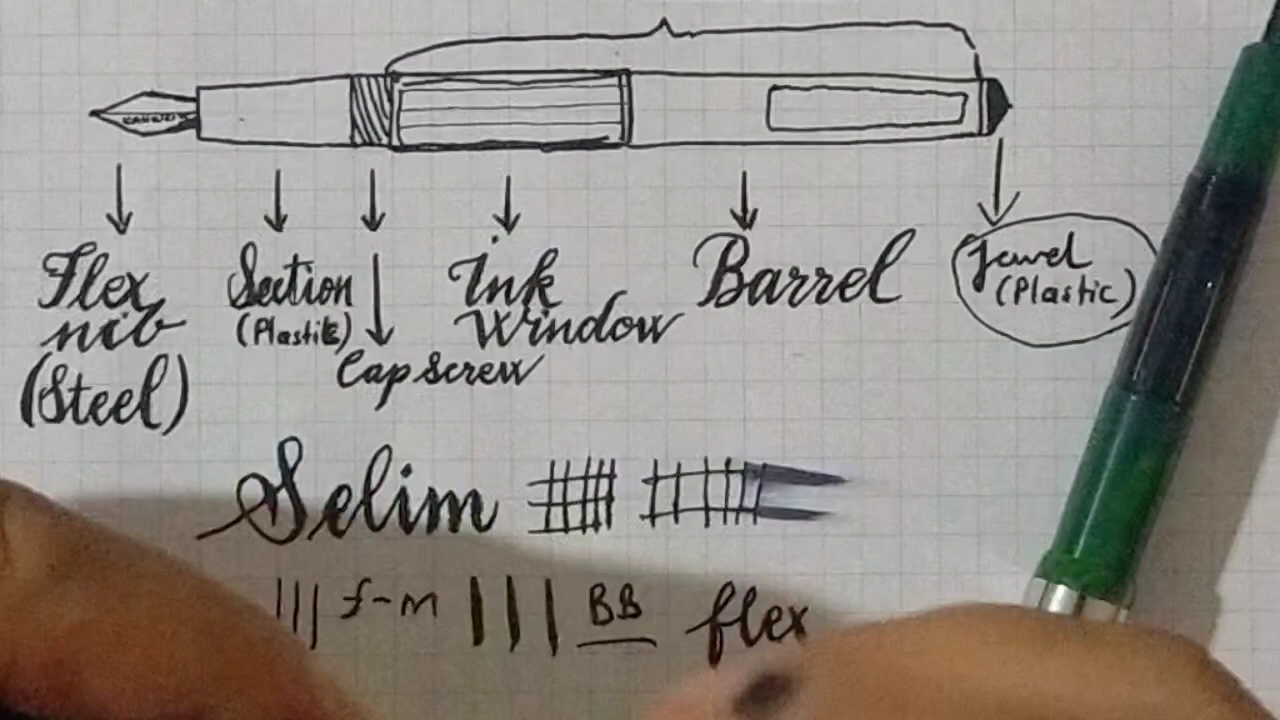 Flex
nib
(Steel)
Section
(Plastic)
Cap screw
Ink
Window
Barrel
Jewel
(Plastic)
Selim
f-m
BB
flex